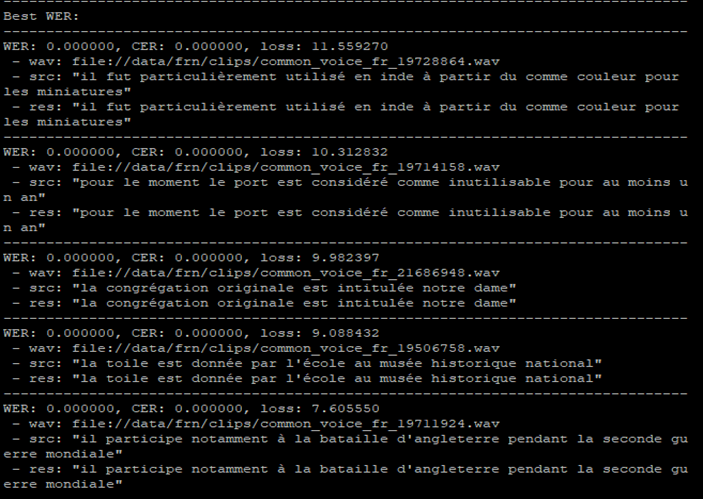 --------------------------------------------------------------------------------
Best WER:
--------------------------------------------------------------------------------
WER: 0.000000, CER: 0.000000, loss: 11.559270
 - wav: file://data/frn/clips/common_voice_fr_19728864.wav
 - src: "il fut particulièrement utilisé en inde à partir du comme couleur pour
les miniatures"
 - res: "il fut particulièrement utilisé en inde à partir du comme couleur pour
les miniatures"
--------------------------------------------------------------------------------
WER: 0.000000, CER: 0.000000, loss: 10.312832
 - wav: file://data/frn/clips/common_voice_fr_19714158.wav
 - src: "pour le moment le port est considéré comme inutilisable pour au moins u
n an"
 - res: "pour le moment le port est considéré comme inutilisable pour au moins u
n an"
--------------------------------------------------------------------------------
WER: 0.000000, CER: 0.000000, loss: 9.982397
 - wav: file://data/frn/clips/common_voice_fr_21686948.wav
 - src: "la congrégation originale est intitulée notre dame"
 - res: "la congrégation originale est intitulée notre dame"
--------------------------------------------------------------------------------
WER: 0.000000, CER: 0.000000, loss: 9.088432
 - wav: file://data/frn/clips/common_voice_fr_19506758.wav
 - src: "la toile est donnée par l'école au musée historique national"
 - res: "la toile est donnée par l'école au musée historique national"
--------------------------------------------------------------------------------
WER: 0.000000, CER: 0.000000, loss: 7.605550
 - wav: file://data/frn/clips/common_voice_fr_19711924.wav
 - src: "il participe notamment à la bataille d'angleterre pendant la seconde gu
erre mondiale"
 - res: "il participe notamment à la bataille d'angleterre pendant la seconde gu
erre mondiale"